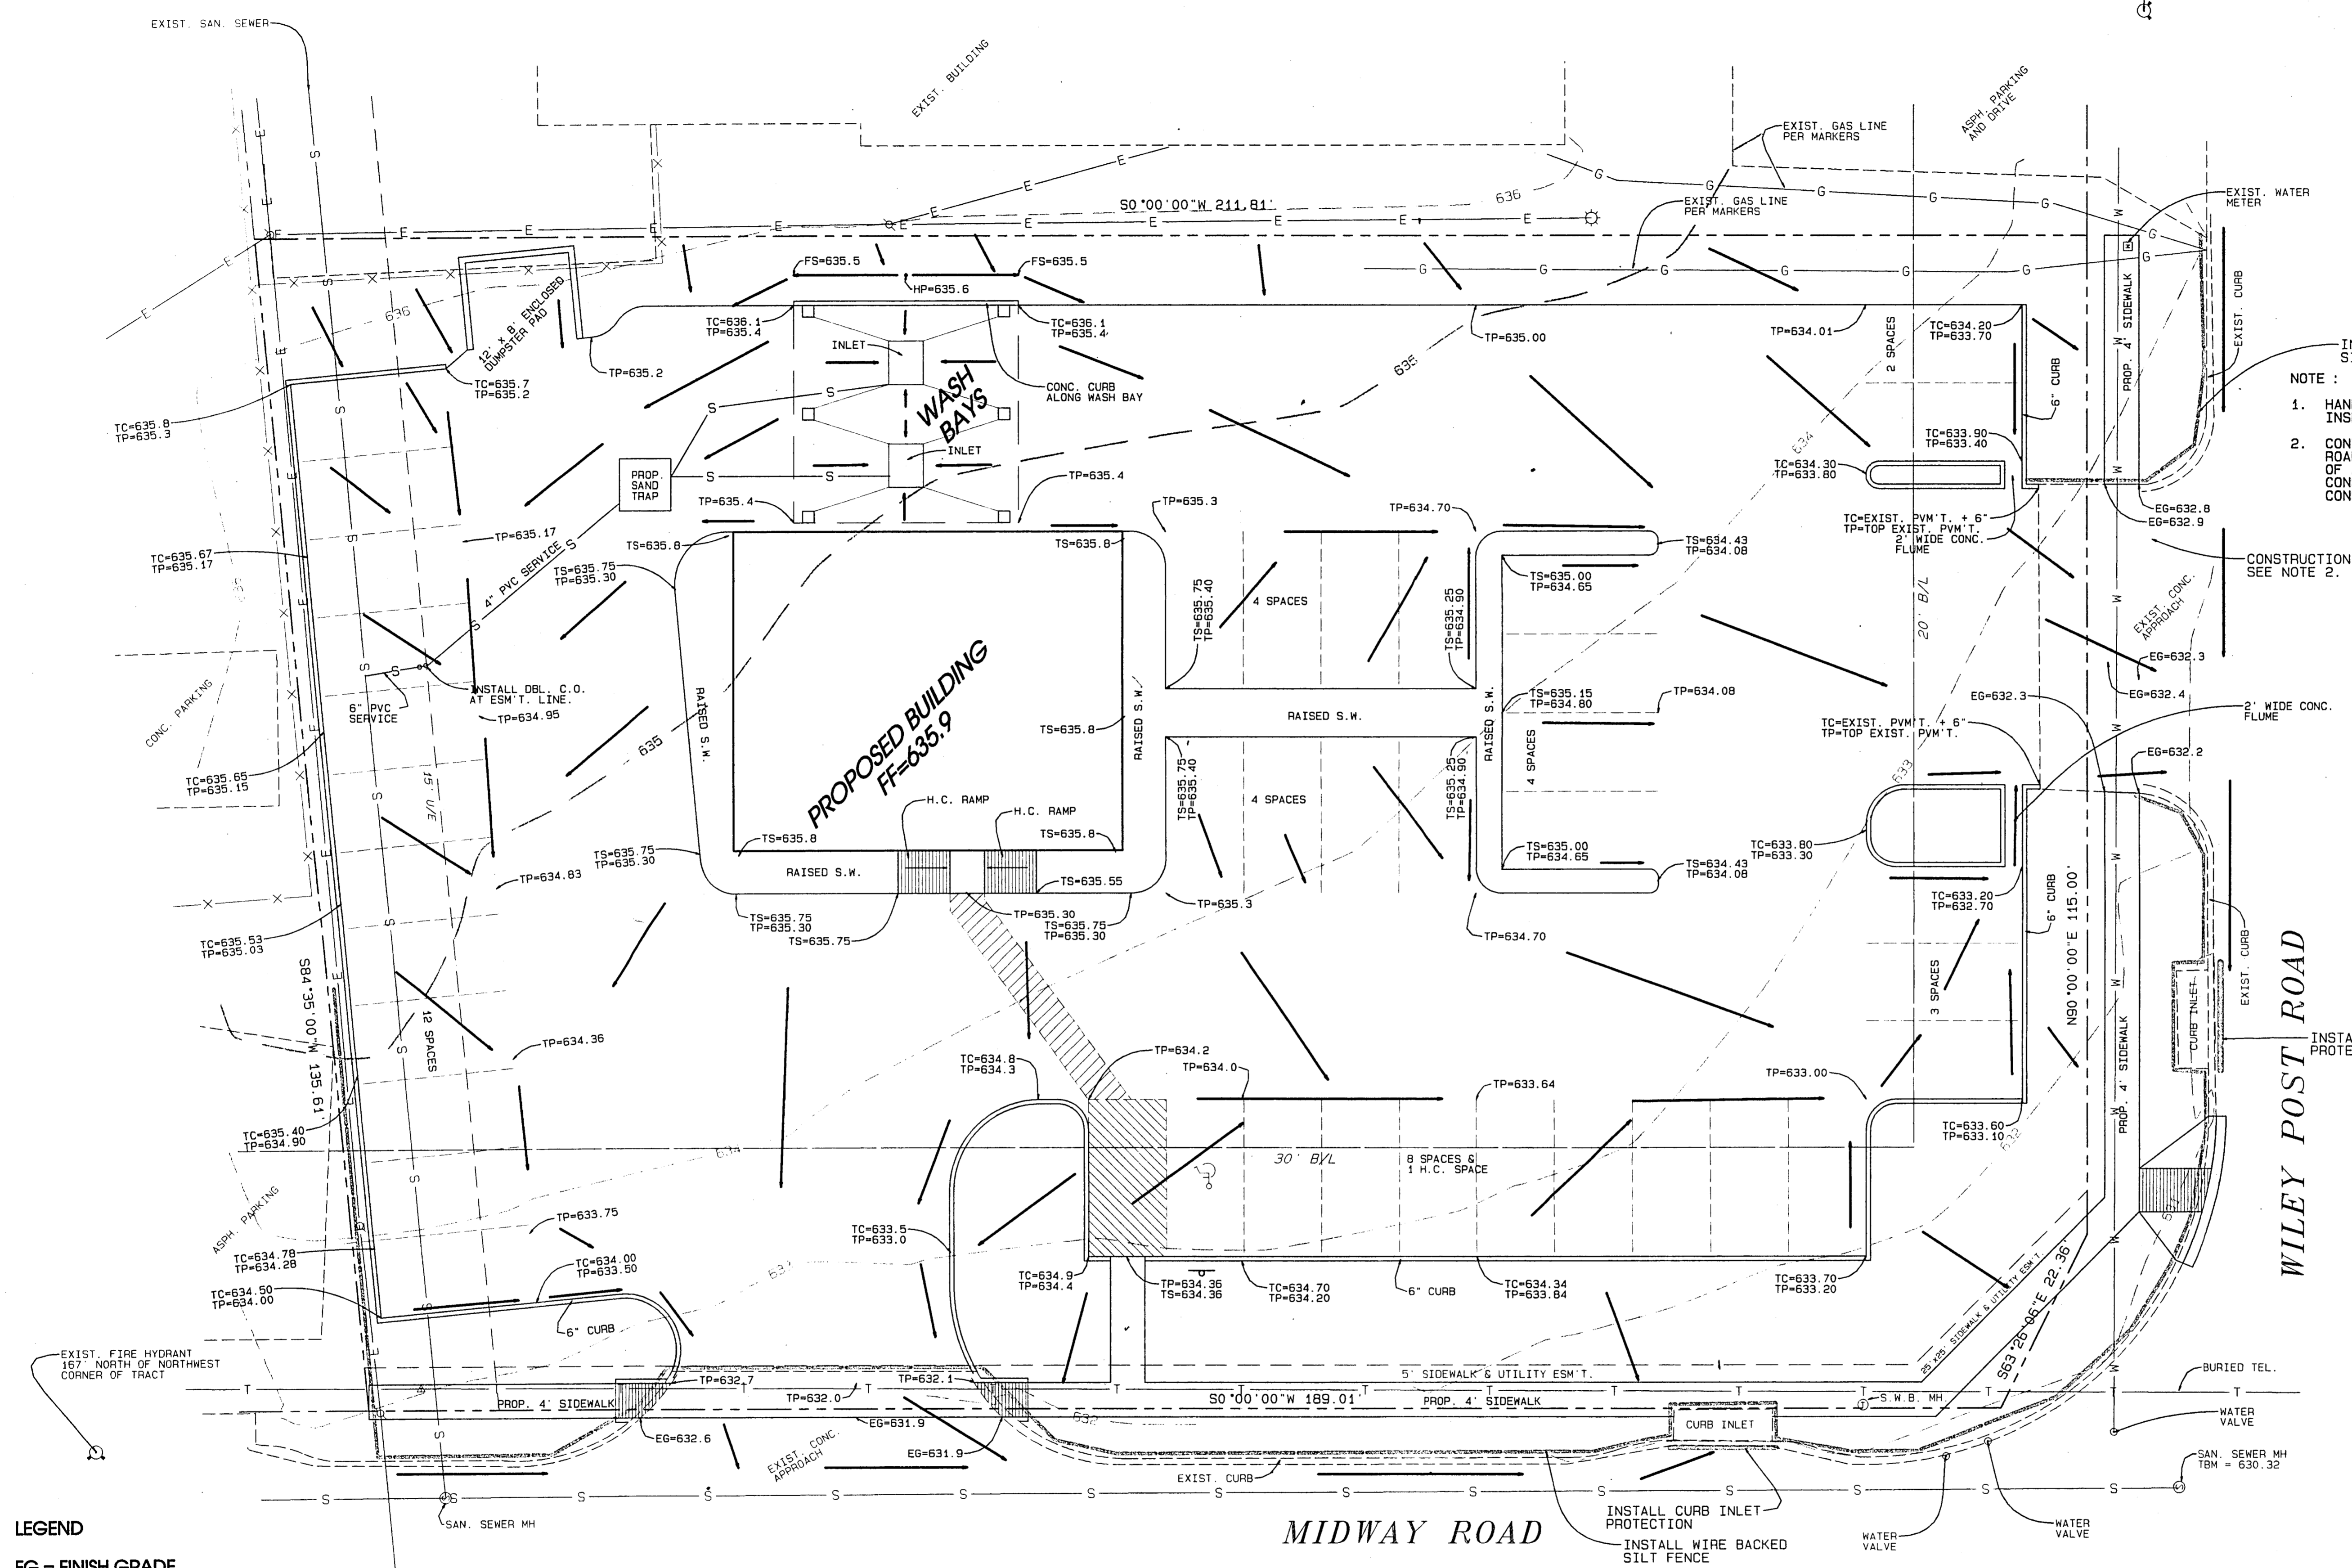 EXIST. SAN. SEWER
EXIST. BUILDING
ASPH. PARKING
AND DRIVE
EXIST. GAS LINE
PER MARKERS
EXIST. GAS LINE
PER MARKERS
EXIST. WATER
METER
S0°00'00"W 211.81'
636
FS=635.5
FS=635.5
HP=635.6
636
12' x 8' ENCLOSED
DUMPSTER PAD
TC=636.1
TP=635.4
TC=636.1
TP=635.4
INLET
WASH
BAYS
CONC. CURB
ALONG WASH BAY
INLET
TP=635.00
635
TP=634.01
2 SPACES
TC=634.20
TP=633.70
6" CURB
PROP. 4' SIDEWALK
EXIST. CURB
NOTE :
1. HAN
INS
2. CON
ROA
OF
CON
CON
TC=635.7
TP=635.2
TP=635.2
TC=635.8
TP=635.3
PROP.
SAND
TRAP
TP=635.4
TP=635.4
TP=635.3
TP=634.70
634
TC=634.30
TP=633.80
TC=633.90
TP=633.40
TC=EXIST. PVM'T. + 6"
TP=TOP EXIST. PVM'T.
2' WIDE CONC.
FLUME
EG=632.8
EG=632.9
CONSTRUCTION
SEE NOTE 2.
TC=635.67
TP=635.17
TP=635.17
4" PVC SERVICE
TS=635.8
TS=635.8
TS=635.75
TP=635.30
TS=635.75
TP=635.40
4 SPACES
TS=635.25
TP=634.90
TS=634.43
TP=634.08
TS=635.00
TP=634.65
20' B/L
EXIST. CONC.
APPROACH
EG=632.3
EG=632.4
EG=632.3
INSTALL DBL. C.O.
AT ESM'T. LINE.
6" PVC
SERVICE
TP=634.95
CONC. PARKING
RAISED S.W.
635
PROPOSED BUILDING
FF=635.9
TS=635.8
RAISED S.W.
RAISED S.W.
RAISED S.W.
TS=635.15
TP=634.80
TP=634.08
TC=EXIST. PVM'T. + 6"
TP=TOP EXIST. PVM'T.
2' WIDE CONC.
FLUME
EG=632.2
TC=635.65
TP=635.15
15' U/E
H.C. RAMP
H.C. RAMP
TS=635.75
TP=635.40
4 SPACES
TS=635.25
TP=634.90
4 SPACES
633
TS=635.8
TS=635.8
TS=635.75
TP=635.30
RAISED S.W.
TP=634.83
TS=635.55
TS=635.00
TP=634.65
TS=634.43
TP=634.08
TC=633.80
TP=633.30
TC=633.20
TP=632.70
6" CURB
N90°00'00"E 115.00'
EXIST. CURB
WILEY POST ROAD
TS=635.75
TP=635.30
TS=635.75
TP=635.30
TS=635.75
TP=635.30
TP=635.3
TP=634.70
TC=635.53
TP=635.03
S84°35'00"W 135.61'
12 SPACES
TP=634.36
3 SPACES
CURB INLET
PROP. 4' SIDEWALK
INSTA
PROTE
TC=634.8
TP=634.3
TP=634.2
TP=634.0
TP=633.64
TP=633.00
TC=635.40
TP=634.90
TC=633.60
TP=633.10
632
30' B/L
8 SPACES &
1 H.C. SPACE
ASPH. PARKING
TP=633.75
TC=633.5
TP=633.0
TC=634.78
TP=634.28
TC=634.00
TP=633.50
TC=634.50
TP=634.00
6" CURB
TC=634.9
TP=634.4
TP=634.36
TS=634.36
TC=634.70
TP=634.20
6" CURB
TC=634.34
TP=633.84
TC=633.70
TP=633.20
25'x25' SIDEWALK & UTILITY ESM'T.
S63°26'06"E 22.36'
EXIST. FIRE HYDRANT
167' NORTH OF NORTHWEST
CORNER OF TRACT
5' SIDEWALK & UTILITY ESM'T.
BURIED TEL.
TP=632.7
TP=632.0
TP=632.1
PROP. 4' SIDEWALK
S0°00'00"W 189.01'
PROP. 4' SIDEWALK
S.W.B. MH
EG=631.9
632
CURB INLET
WATER
VALVE
EG=632.6
EXIST. CONC.
APPROACH
EG=631.9
EXIST. CURB
SAN. SEWER MH
TBM = 630.32
SAN. SEWER MH
MIDWAY ROAD
INSTALL CURB INLET
PROTECTION
INSTALL WIRE BACKED
SILT FENCE
WATER
VALVE
WATER
VALVE
LEGEND
FG = FINISH GRADE